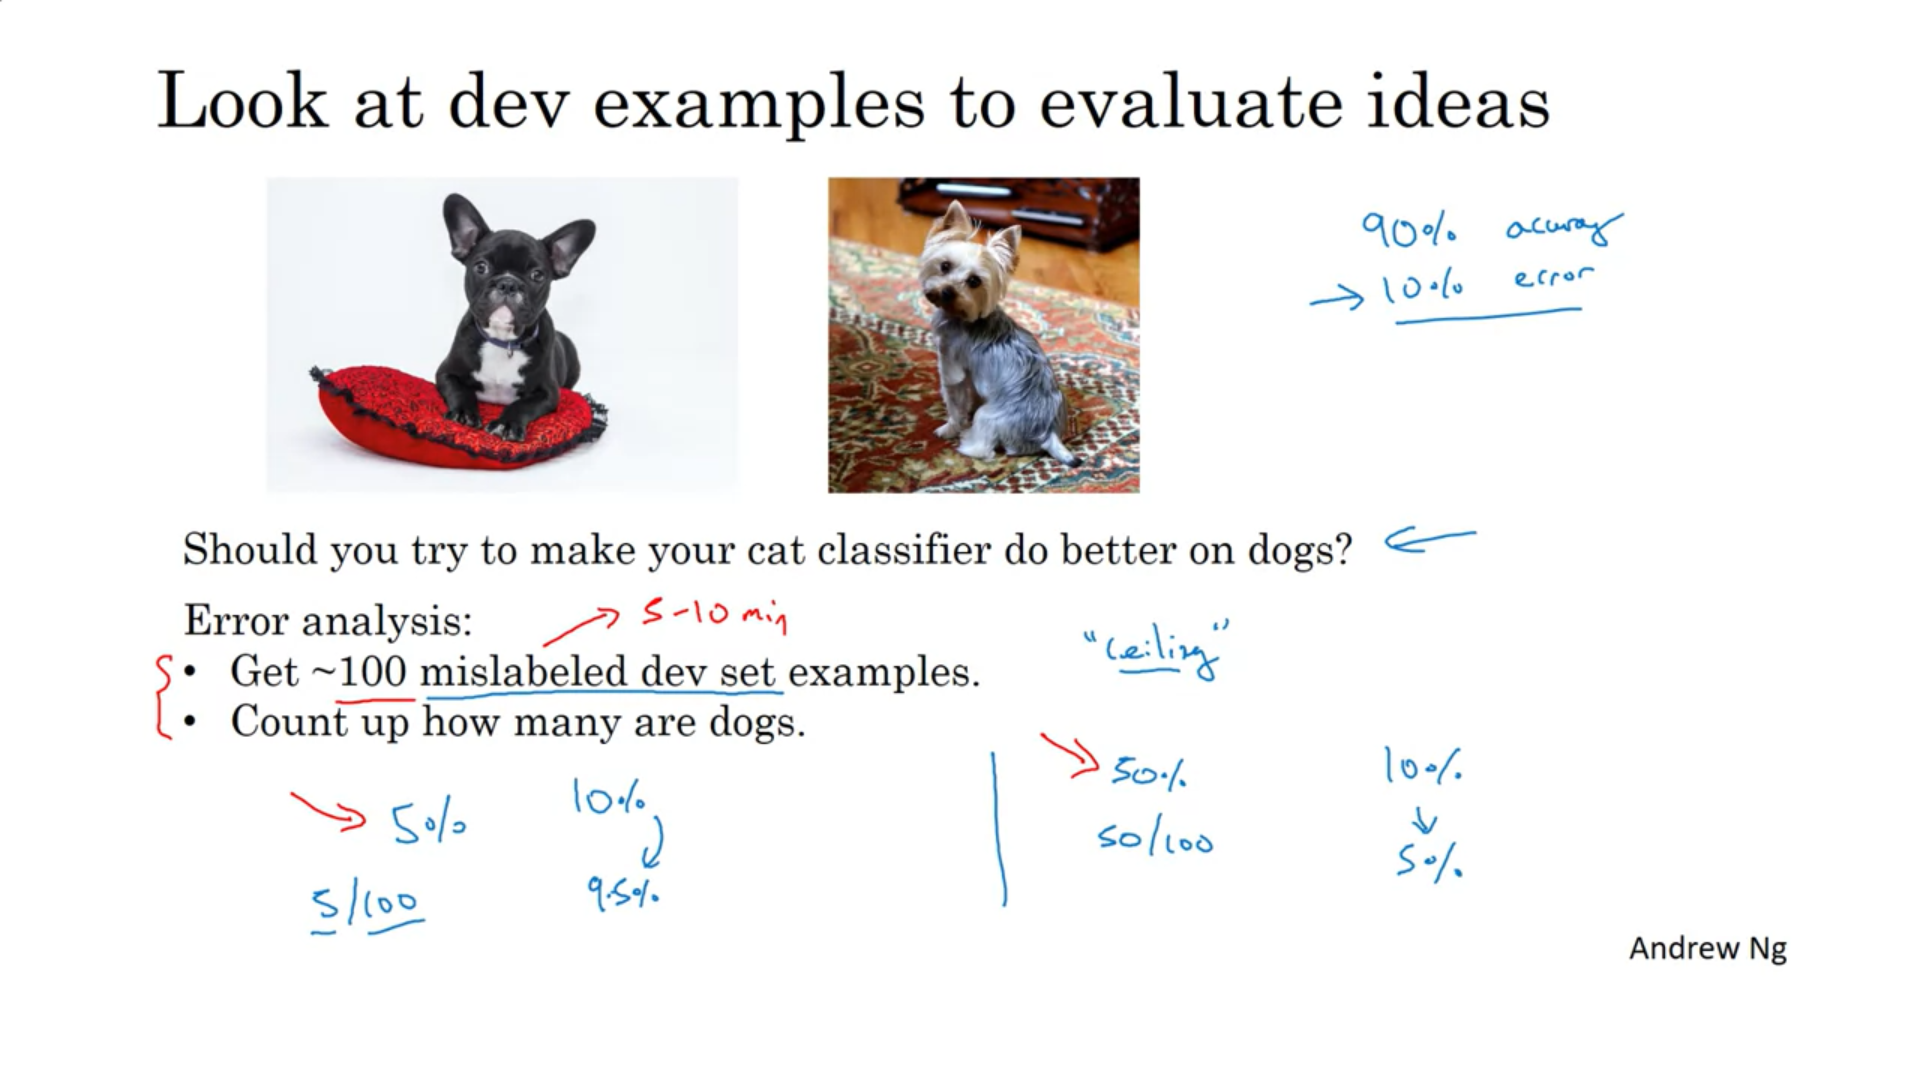 Look at dev examples to evaluate ideas
90% accuracy
→ 10% error
Should you try to make your cat classifier do better on dogs? ←
Error analysis:
→ 5-10 min
• Get ~100 mislabeled dev set examples.
• Count up how many are dogs.
"ceiling"
→ 5%
10%
5/100
9.5%
→ 50%
10%
50/100
↓
5%
Andrew Ng